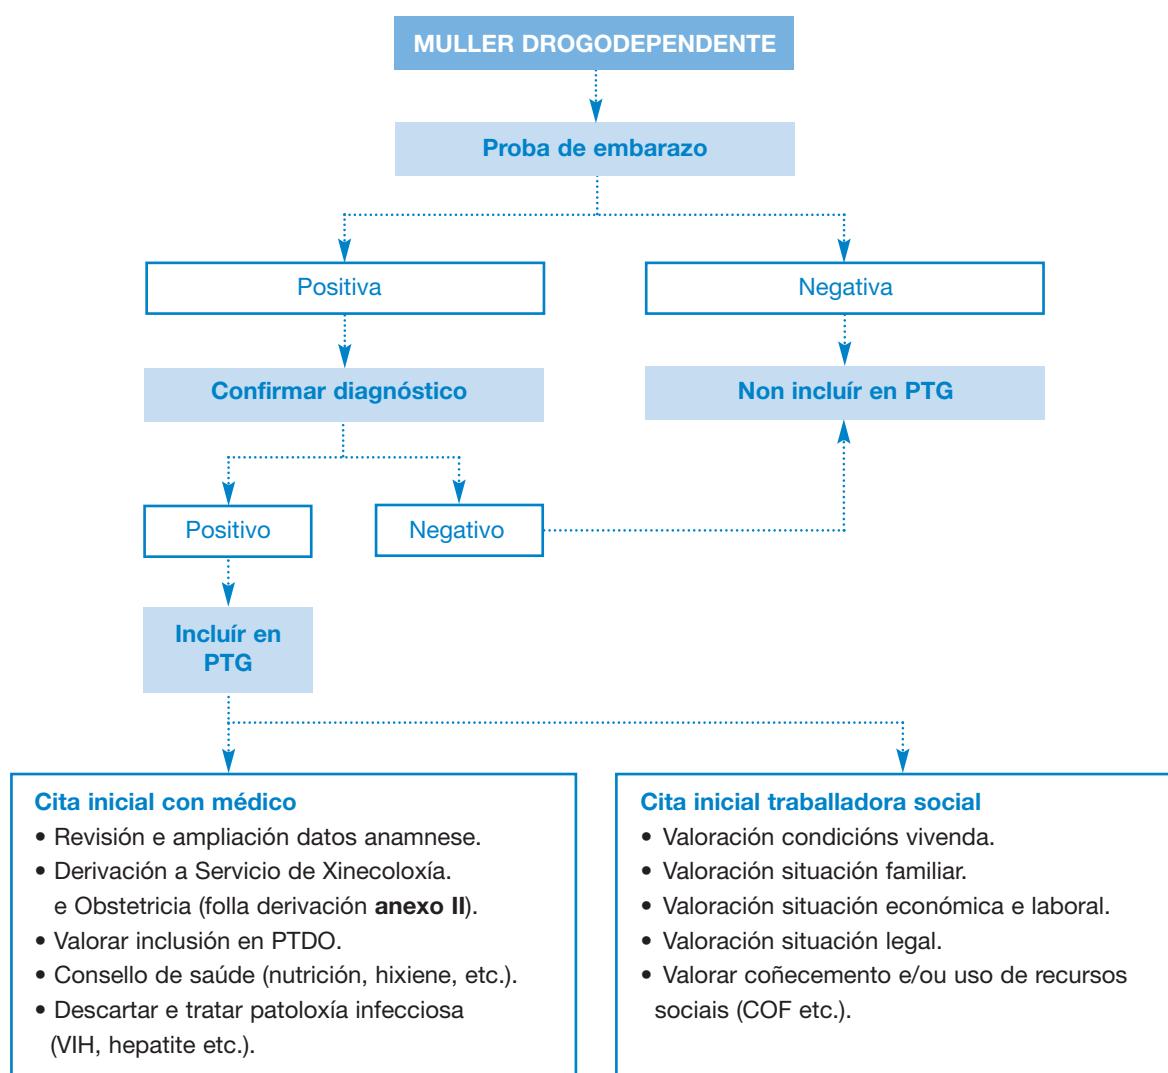 MULLER DROGODEPENDENTE
Proba de embarazo
Positiva
Negativa
Confirmar diagnóstico
Non incluír en PTG
Positivo
Negativo
Incluír en
PTG
Cita inicial con médico
• Revisión e ampliación datos anamnese.
• Derivación a Servicio de Xinecoloxía.
e Obstetricia (folla derivación anexo II).
• Valorar inclusión en PTDO.
• Consello de saúde (nutrición, hixiene, etc.).
• Descartar e tratar patoloxía infecciosa
(VIH, hepatite etc.).
Cita inicial traballadora social
• Valoración condicións vivenda.
• Valoración situación familiar.
• Valoración situación económica e laboral.
• Valoración situación legal.
• Valorar coñecemento e/ou uso de recursos
sociais (COF etc.).